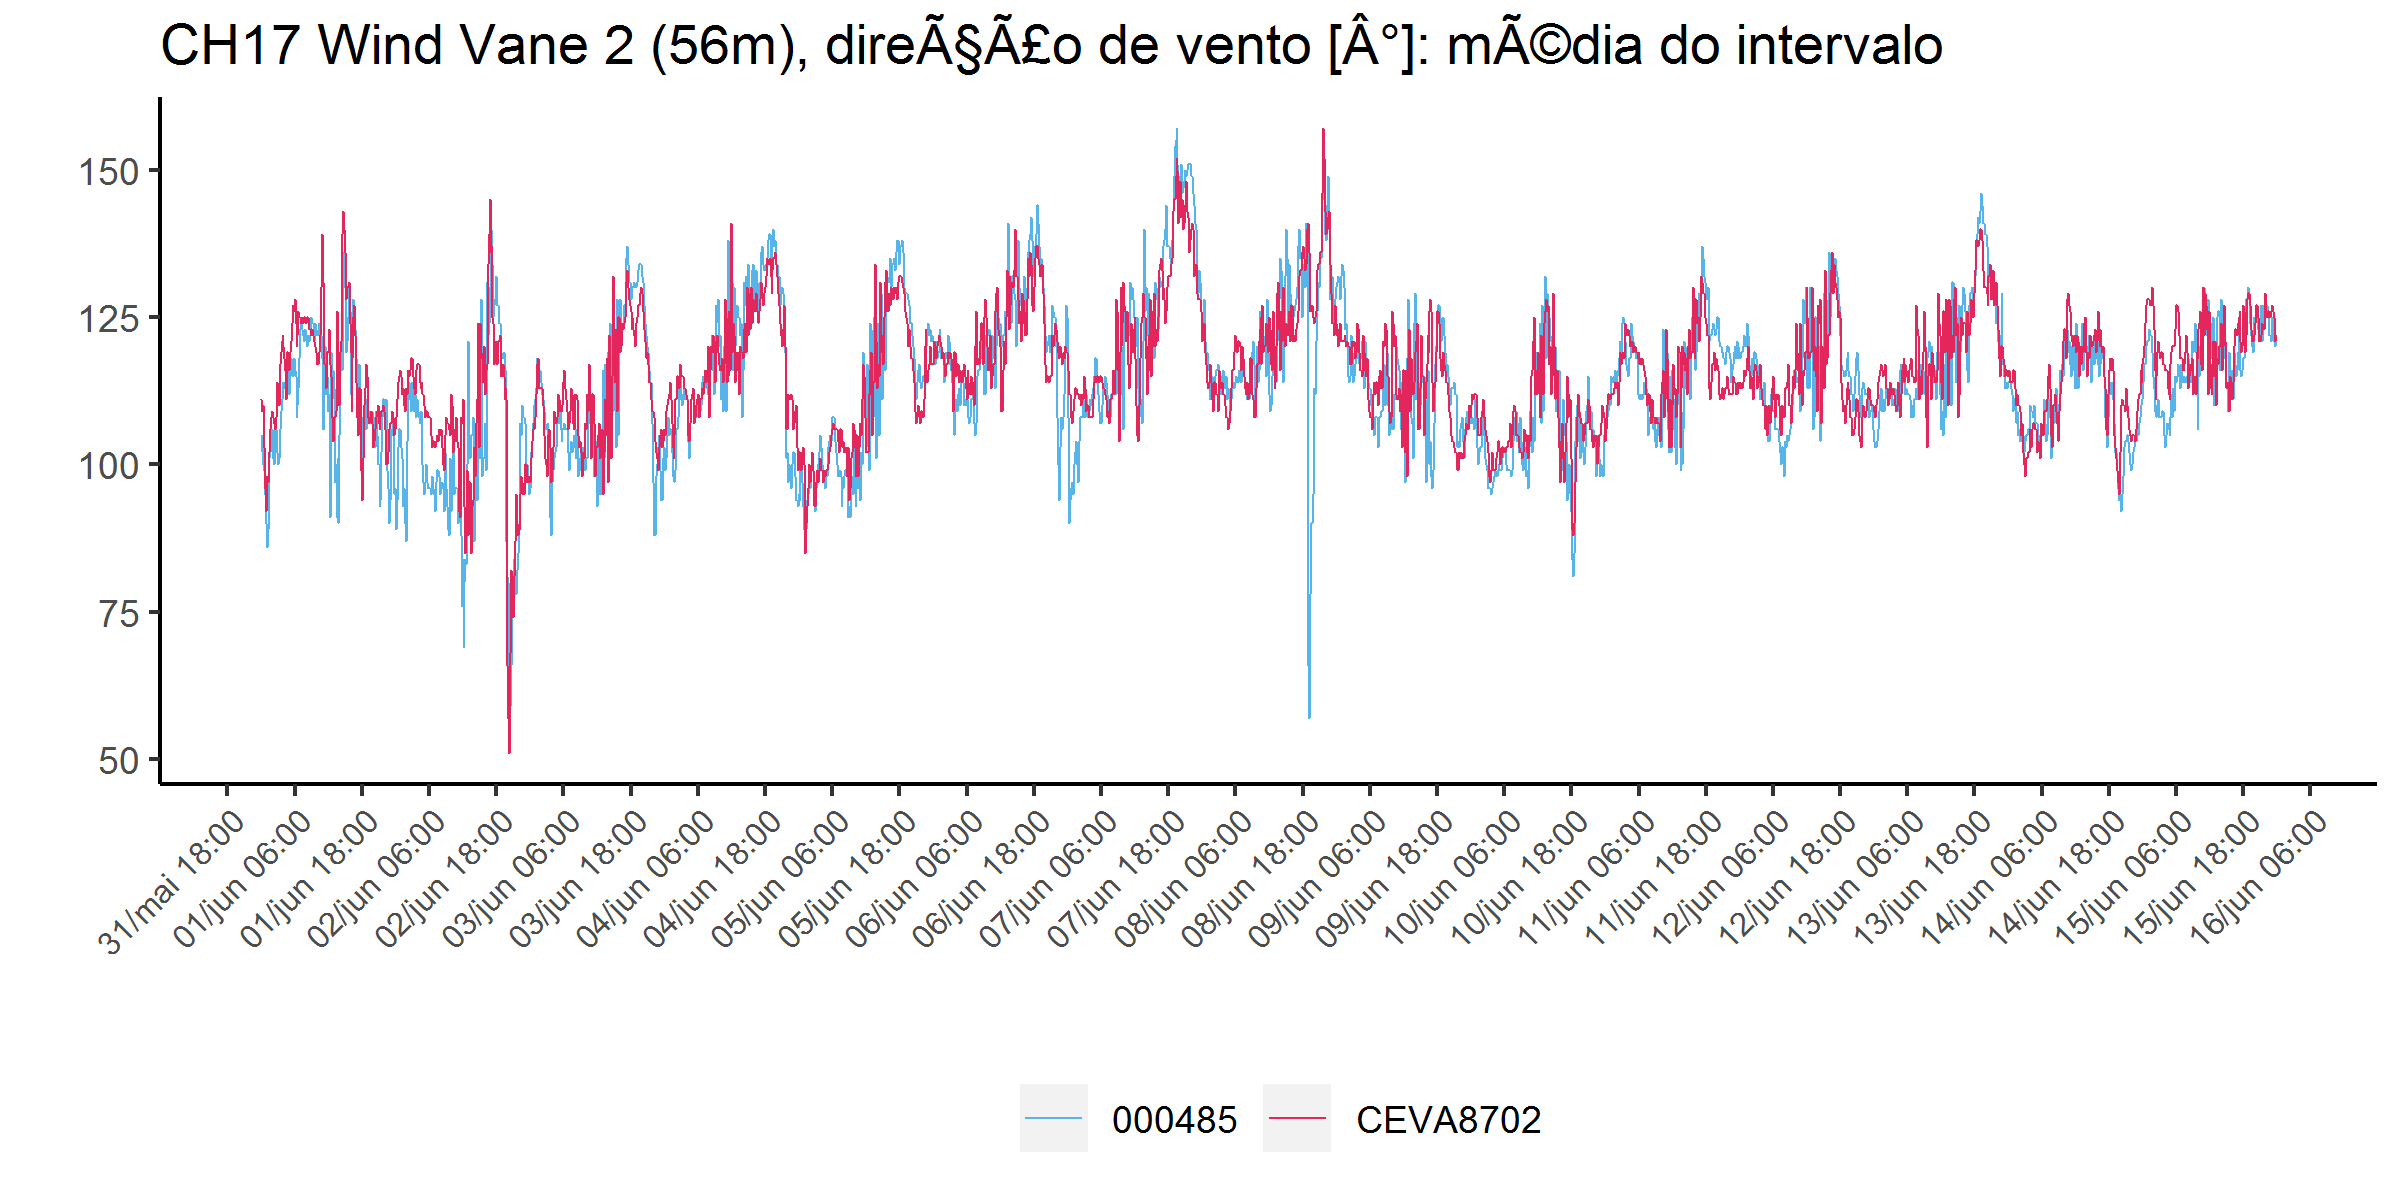 CH17 Wind Vane 2 (56m), direÃ§Ã£o de vento [Â°]: mÃ©dia do intervalo
150
125
100
75
50
31/mai 18:00
01/jun 06:00
01/jun 18:00
02/jun 06:00
02/jun 18:00
03/jun 06:00
03/jun 18:00
04/jun 06:00
04/jun 18:00
05/jun 06:00
05/jun 18:00
06/jun 06:00
06/jun 18:00
07/jun 06:00
07/jun 18:00
08/jun 06:00
08/jun 18:00
09/jun 06:00
09/jun 18:00
10/jun 06:00
10/jun 18:00
11/jun 06:00
11/jun 18:00
12/jun 06:00
12/jun 18:00
13/jun 06:00
13/jun 18:00
14/jun 06:00
14/jun 18:00
15/jun 06:00
15/jun 18:00
16/jun 06:00
000485
CEVA8702